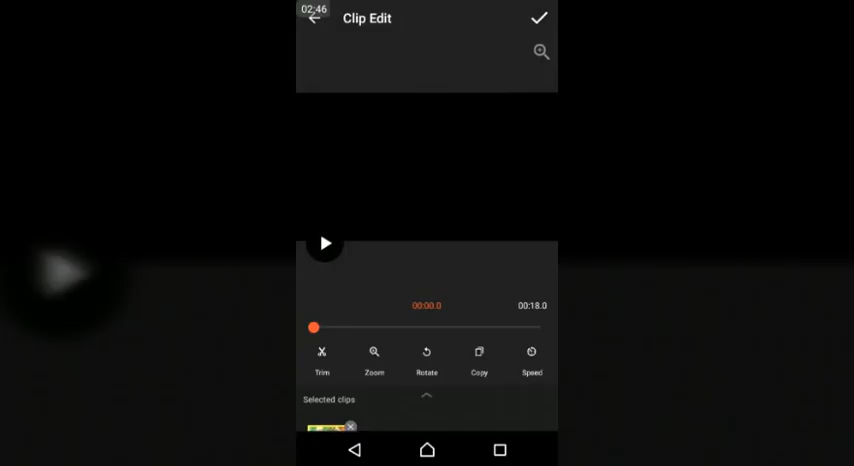 02:46
Clip Edit
00:00.0 00:18.0
Trim Zoom Rotate Copy Speed
Selected clips